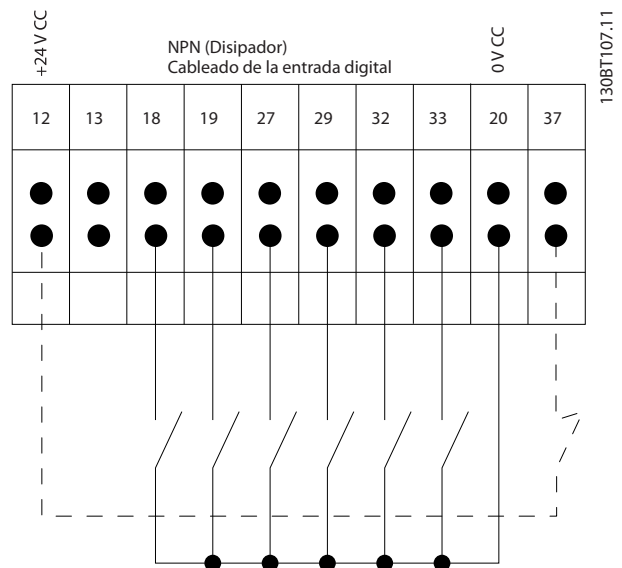 +24 V CC
NPN (Disipador)
Cableado de la entrada digital
0 V CC
130BT107.11
12 13 18 19 27 29 32 33 20 37